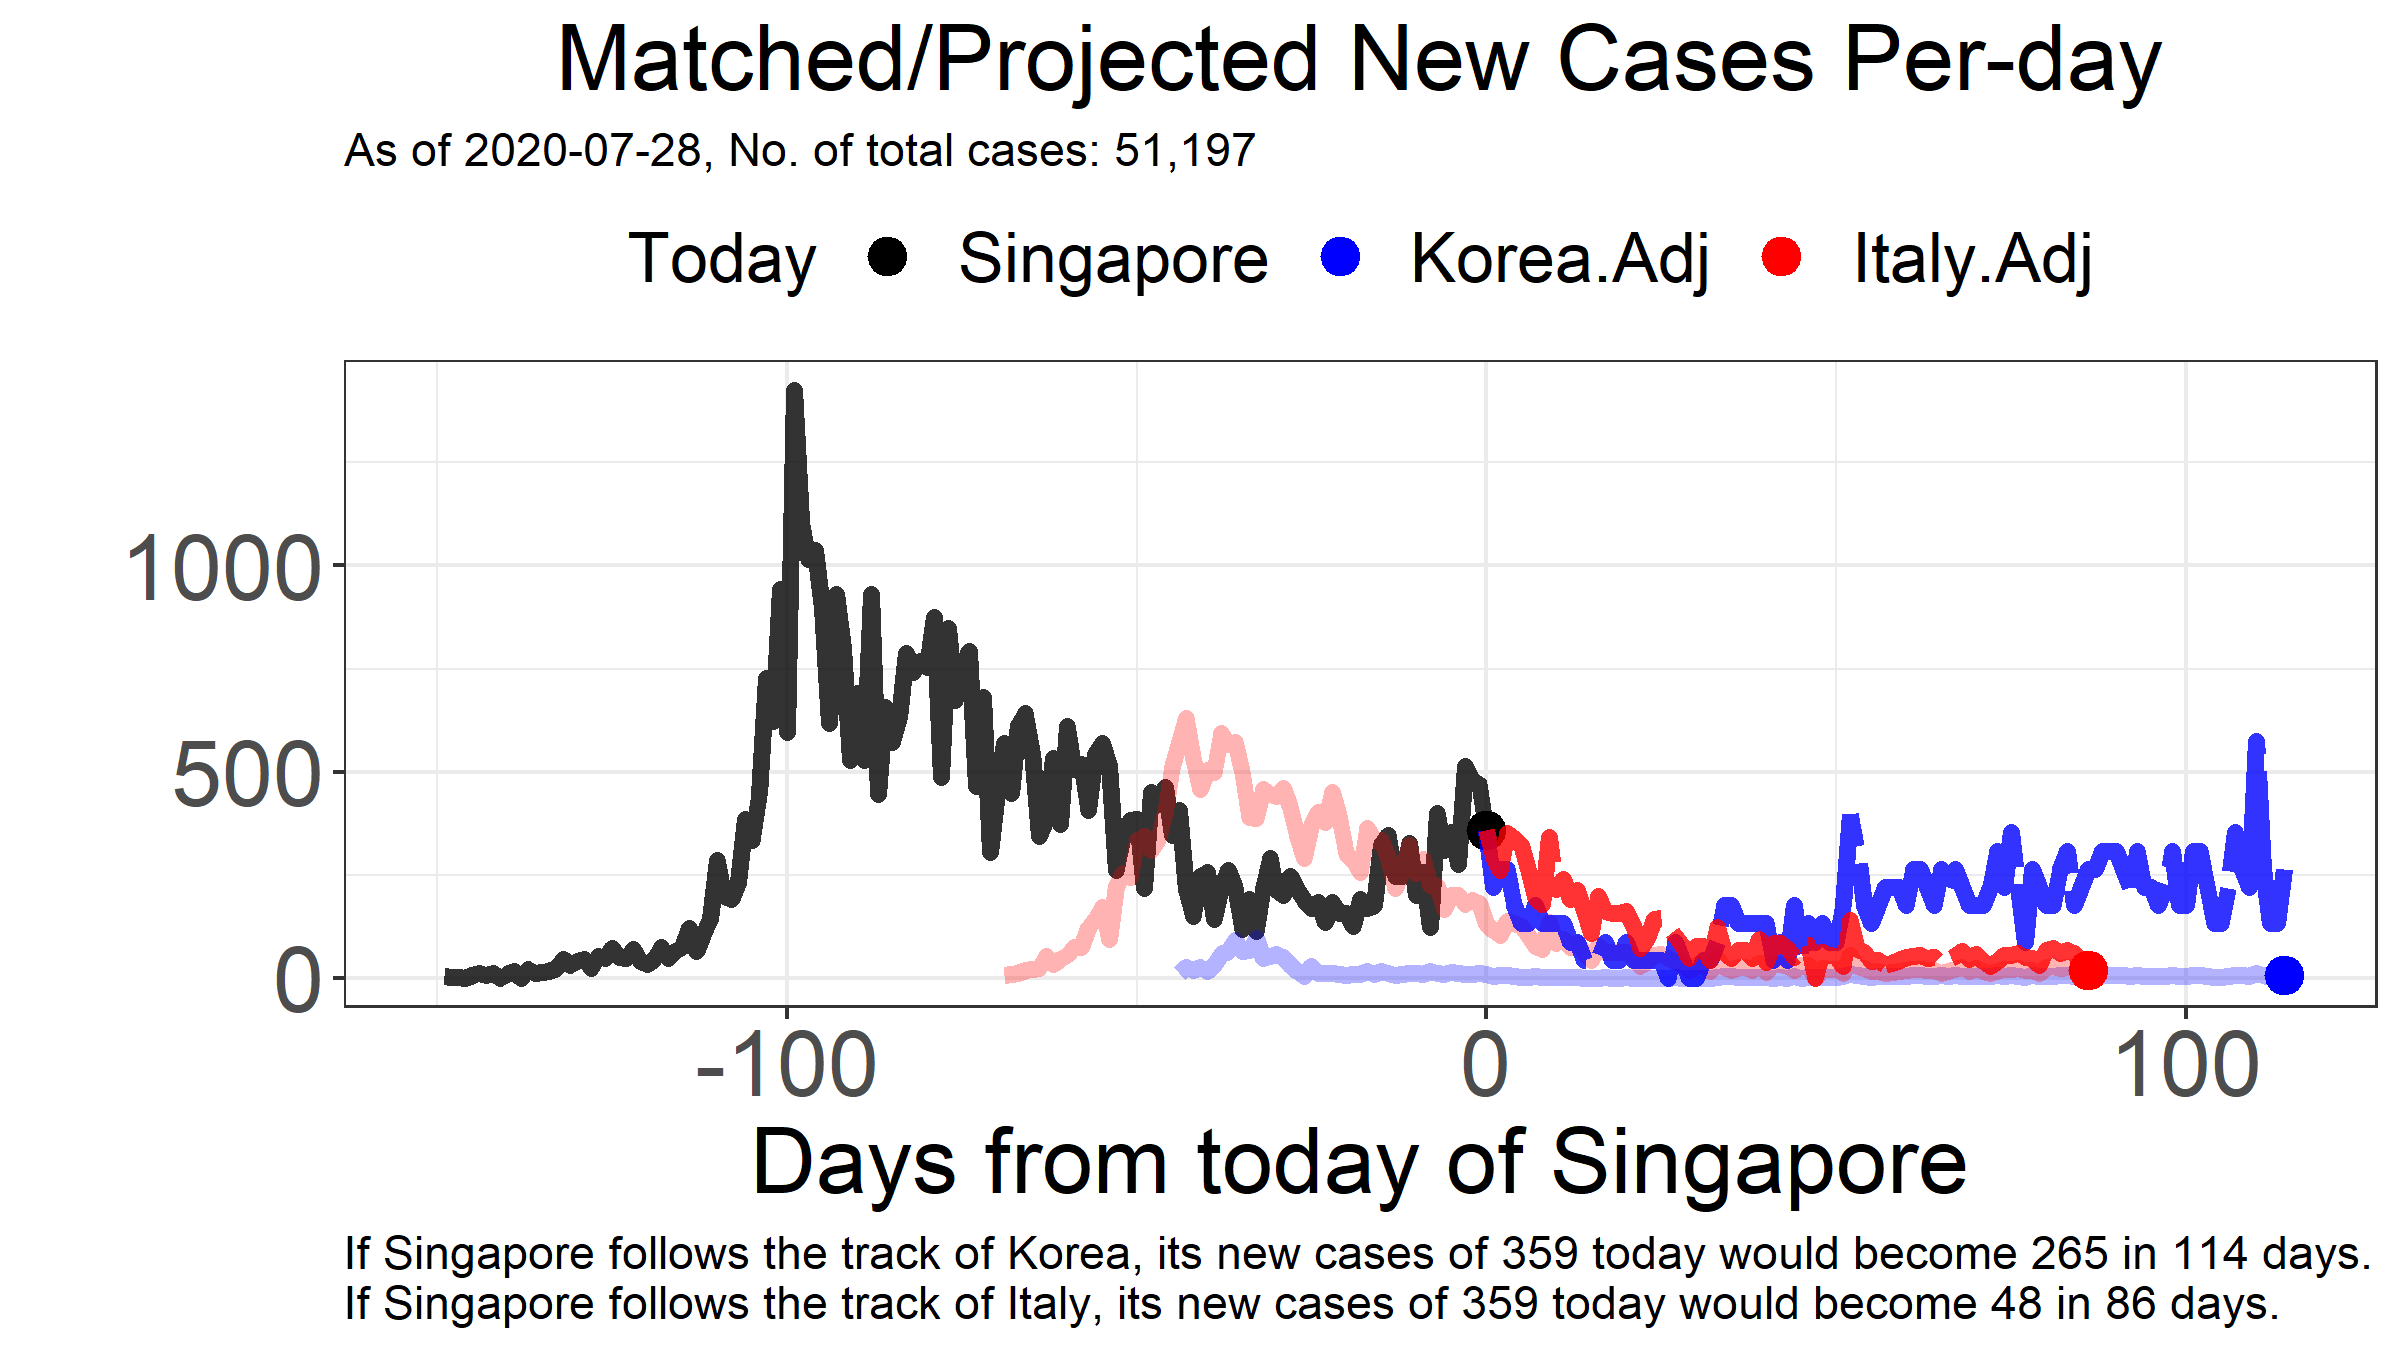 Matched/Projected New Cases Per-day
As of 2020-07-28, No. of total cases: 51,197
Today Singapore Korea.Adj Italy.Adj
1000
500
0
-100 0 100
Days from today of Singapore
If Singapore follows the track of Korea, its new cases of 359 today would become 265 in 114 days.
If Singapore follows the track of Italy, its new cases of 359 today would become 48 in 86 days.